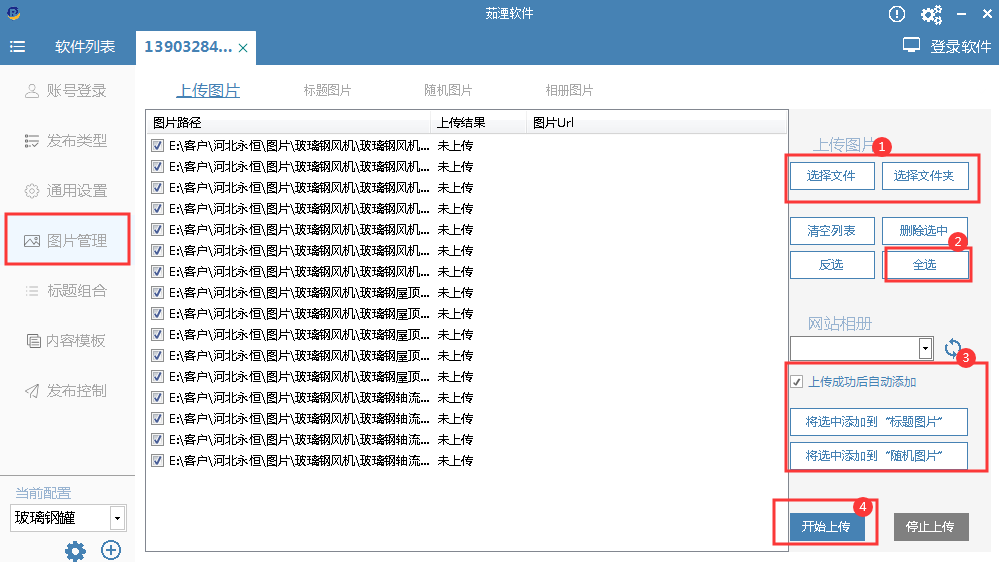 茹湮软件
软件列表
13903284... ×
登录软件
账号登录
发布类型
通用设置
图片管理
标题组合
内容模板
发布控制
当前配置
玻璃钢罐
上传图片 标题图片 随机图片 相册图片
图片路径 上传结果 图片Url
E:\客户\河北永恒\图片\玻璃钢风机\玻璃钢风机... 未上传
E:\客户\河北永恒\图片\玻璃钢风机\玻璃钢风机... 未上传
E:\客户\河北永恒\图片\玻璃钢风机\玻璃钢风机... 未上传
E:\客户\河北永恒\图片\玻璃钢风机\玻璃钢风机... 未上传
E:\客户\河北永恒\图片\玻璃钢风机\玻璃钢风机... 未上传
E:\客户\河北永恒\图片\玻璃钢风机\玻璃钢风机... 未上传
E:\客户\河北永恒\图片\玻璃钢风机\玻璃钢风机... 未上传
E:\客户\河北永恒\图片\玻璃钢风机\玻璃钢屋顶... 未上传
E:\客户\河北永恒\图片\玻璃钢风机\玻璃钢屋顶... 未上传
E:\客户\河北永恒\图片\玻璃钢风机\玻璃钢屋顶... 未上传
E:\客户\河北永恒\图片\玻璃钢风机\玻璃钢屋顶... 未上传
E:\客户\河北永恒\图片\玻璃钢风机\玻璃钢屋顶... 未上传
E:\客户\河北永恒\图片\玻璃钢风机\玻璃钢轴流... 未上传
E:\客户\河北永恒\图片\玻璃钢风机\玻璃钢轴流... 未上传
E:\客户\河北永恒\图片\玻璃钢风机\玻璃钢轴流... 未上传
E:\客户\河北永恒\图片\玻璃钢风机\玻璃钢轴流... 未上传
上传图片 1
选择文件 选择文件夹
清空列表 删除选中
2
反选 全选
网站相册
3
上传成功后自动添加
将选中添加到 “标题图片”
将选中添加到 “随机图片”
4
开始上传 停止上传